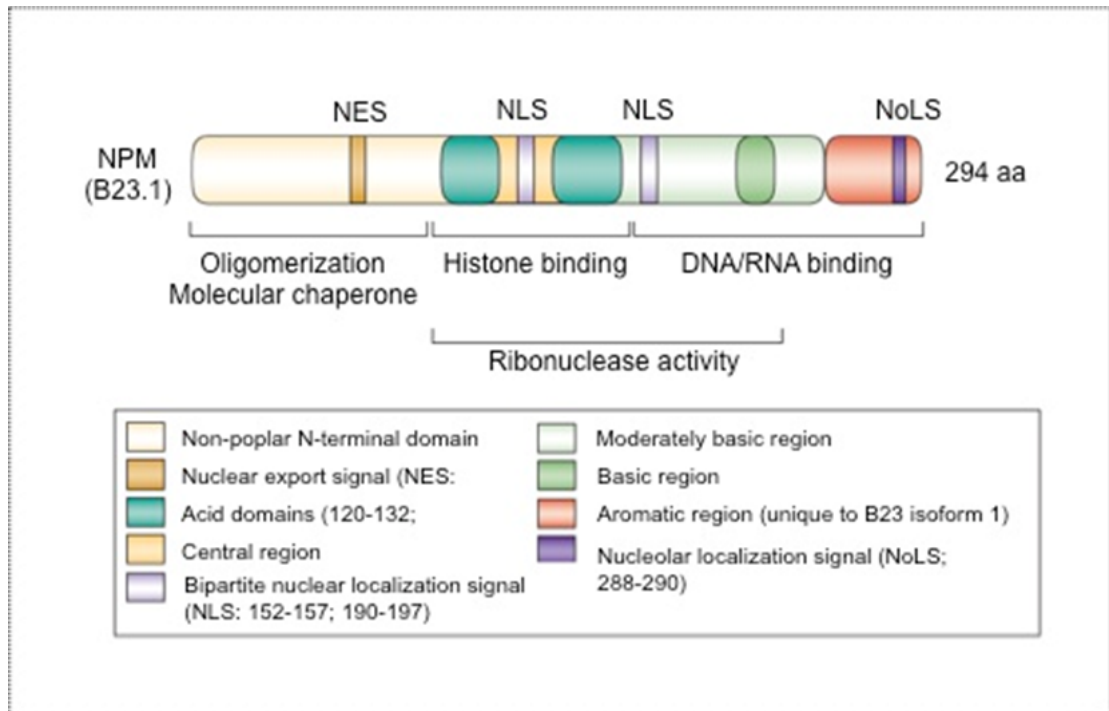 NES
NLS
NLS
NoLS
NPM
(B23.1)
294 aa
Oligomerization
Molecular chaperone
Histone binding
DNA/RNA binding
Ribonuclease activity
Non-poplar N-terminal domain
Nuclear export signal (NES:
Acid domains (120-132;
Central region
Bipartite nuclear localization signal
(NLS: 152-157; 190-197)
Moderately basic region
Basic region
Aromatic region (unique to B23 isoform 1)
Nucleolar localization signal (NoLS;
288-290)